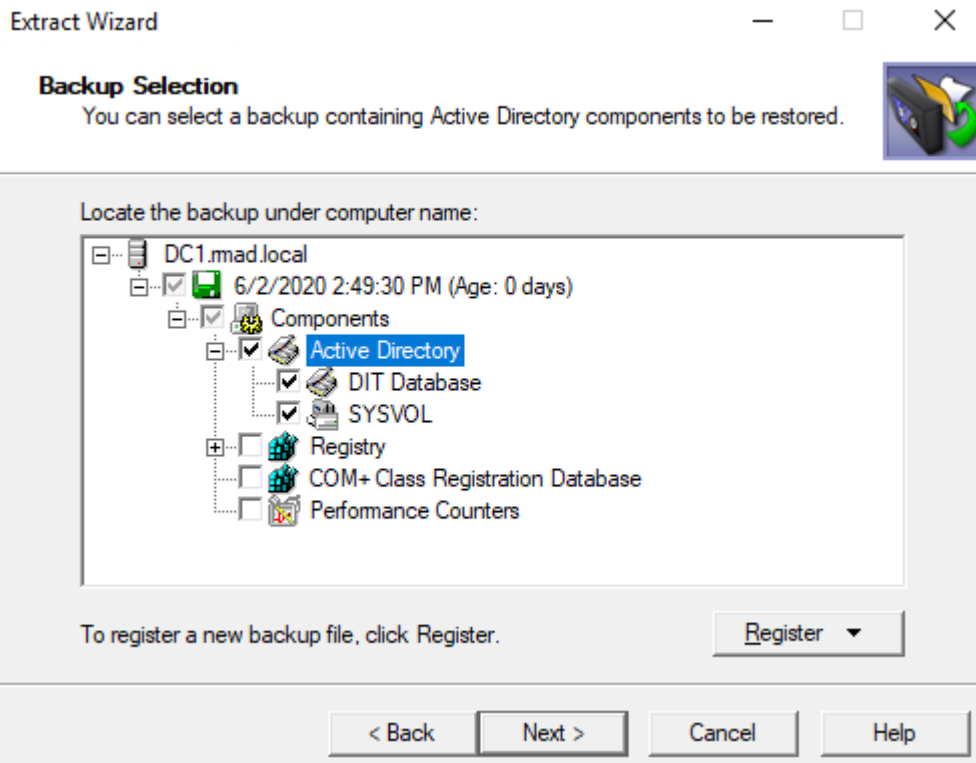 Extract Wizard
Backup Selection
You can select a backup containing Active Directory components to be restored.
Locate the backup under computer name:
DC1.mad.local
6/2/2020 2:49:30 PM (Age: 0 days)
Components
Active Directory
DIT Database
SYSVOL
Registry
COM+ Class Registration Database
Performance Counters
To register a new backup file, click Register.
Register
< Back Next > Cancel Help